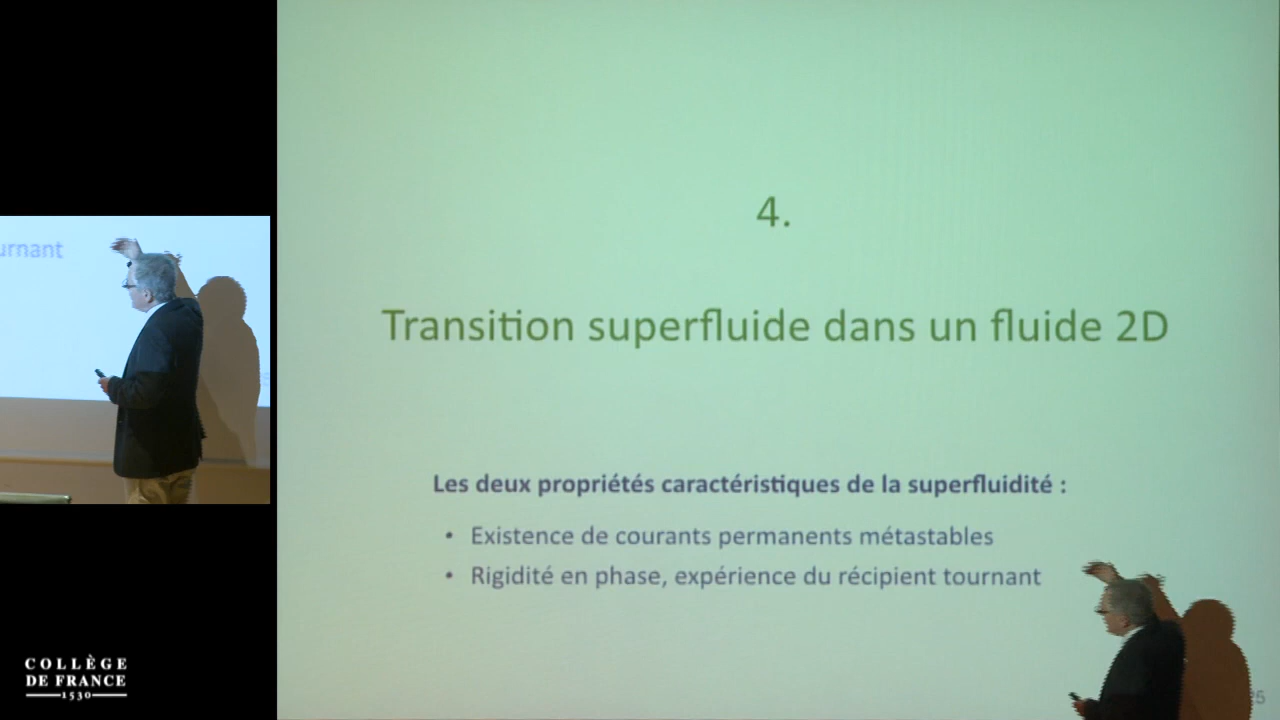 4.
Transition superfluide dans un fluide 2D
Les deux propriétés caractéristiques de la superfluidité :
• Existence de courants permanents métastables
• Rigidité en phase, expérience du récipient tournant
urnant
COLLÈGE
DE FRANCE
1530